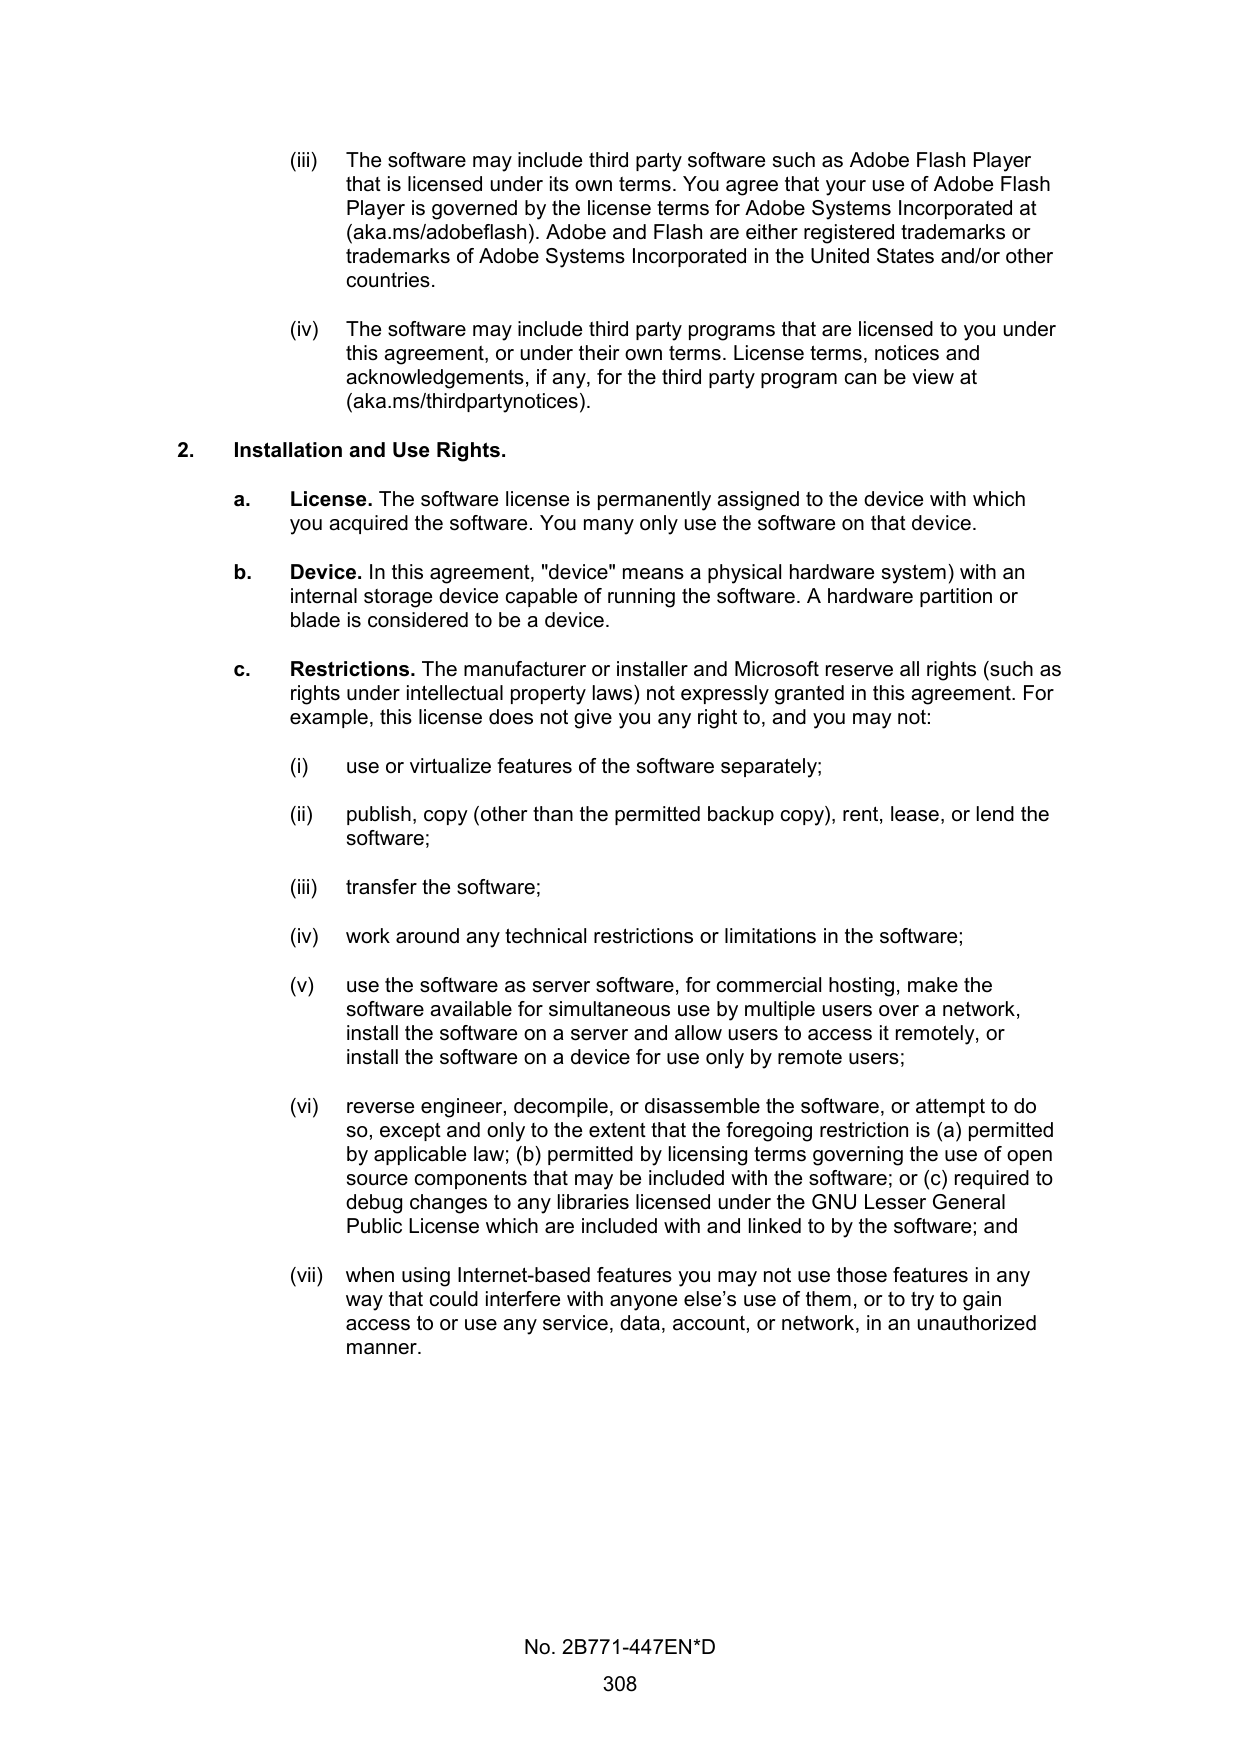 (iii) The software may include third party software such as Adobe Flash Player
that is licensed under its own terms. You agree that your use of Adobe Flash
Player is governed by the license terms for Adobe Systems Incorporated at
(aka.ms/adobeflash). Adobe and Flash are either registered trademarks or
trademarks of Adobe Systems Incorporated in the United States and/or other
countries.
(iv) The software may include third party programs that are licensed to you under
this agreement, or under their own terms. License terms, notices and
acknowledgements, if any, for the third party program can be view at
(aka.ms/thirdpartynotices).
2. Installation and Use Rights.
a. License. The software license is permanently assigned to the device with which
you acquired the software. You many only use the software on that device.
b. Device. In this agreement, "device" means a physical hardware system) with an
internal storage device capable of running the software. A hardware partition or
blade is considered to be a device.
c. Restrictions. The manufacturer or installer and Microsoft reserve all rights (such as
rights under intellectual property laws) not expressly granted in this agreement. For
example, this license does not give you any right to, and you may not:
(i) use or virtualize features of the software separately;
(ii) publish, copy (other than the permitted backup copy), rent, lease, or lend the
software;
(iii) transfer the software;
(iv) work around any technical restrictions or limitations in the software;
(v) use the software as server software, for commercial hosting, make the
software available for simultaneous use by multiple users over a network,
install the software on a server and allow users to access it remotely, or
install the software on a device for use only by remote users;
(vi) reverse engineer, decompile, or disassemble the software, or attempt to do
so, except and only to the extent that the foregoing restriction is (a) permitted
by applicable law; (b) permitted by licensing terms governing the use of open
source components that may be included with the software; or (c) required to
debug changes to any libraries licensed under the GNU Lesser General
Public License which are included with and linked to by the software; and
(vii) when using Internet-based features you may not use those features in any
way that could interfere with anyone else’s use of them, or to try to gain
access to or use any service, data, account, or network, in an unauthorized
manner.
No. 2B771-447EN*D
308